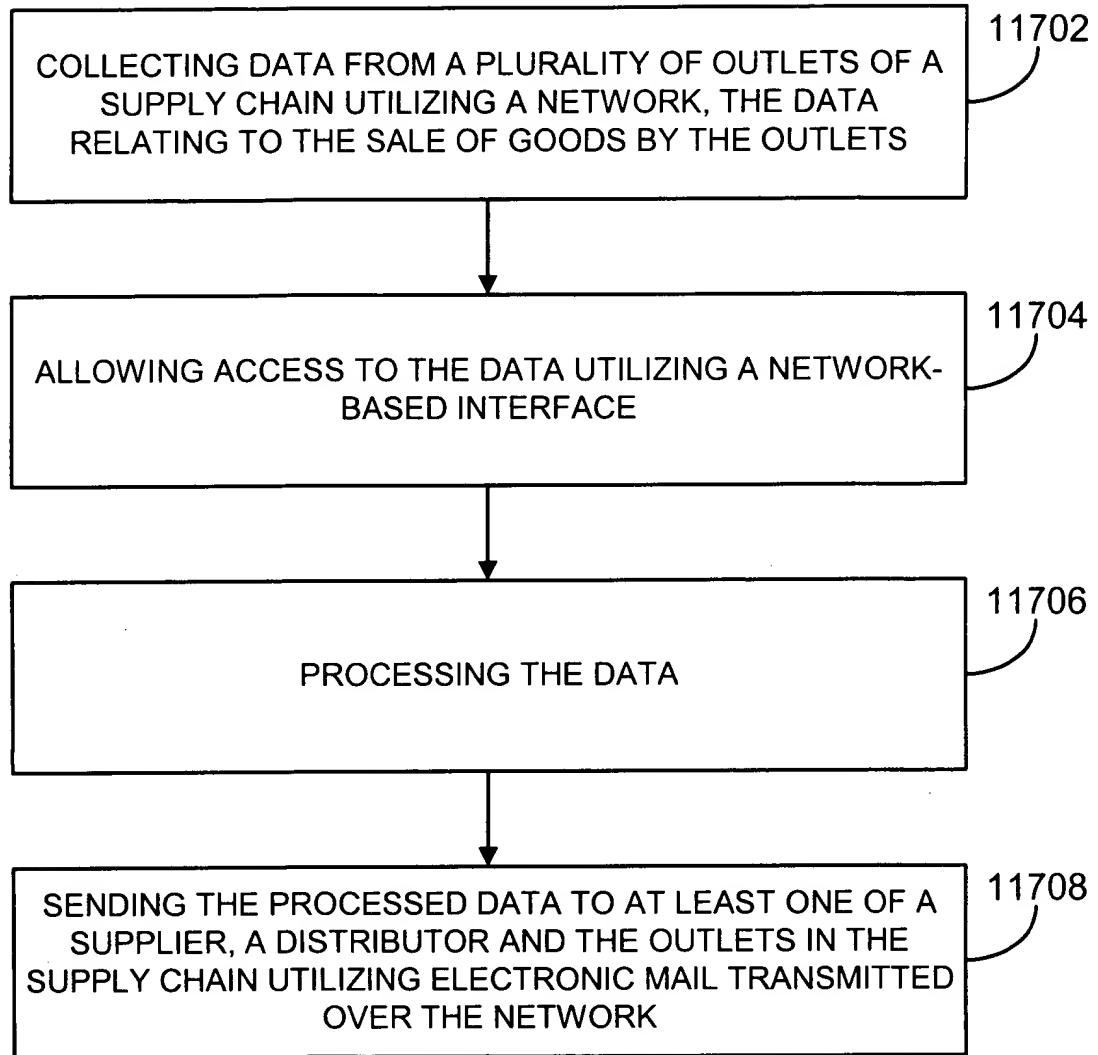 11702
COLLECTING DATA FROM A PLURALITY OF OUTLETS OF A
SUPPLY CHAIN UTILIZING A NETWORK, THE DATA
RELATING TO THE SALE OF GOODS BY THE OUTLETS
11704
ALLOWING ACCESS TO THE DATA UTILIZING A NETWORK-
BASED INTERFACE
11706
PROCESSING THE DATA
11708
SENDING THE PROCESSED DATA TO AT LEAST ONE OF A
SUPPLIER, A DISTRIBUTOR AND THE OUTLETS IN THE
SUPPLY CHAIN UTILIZING ELECTRONIC MAIL TRANSMITTED
OVER THE NETWORK